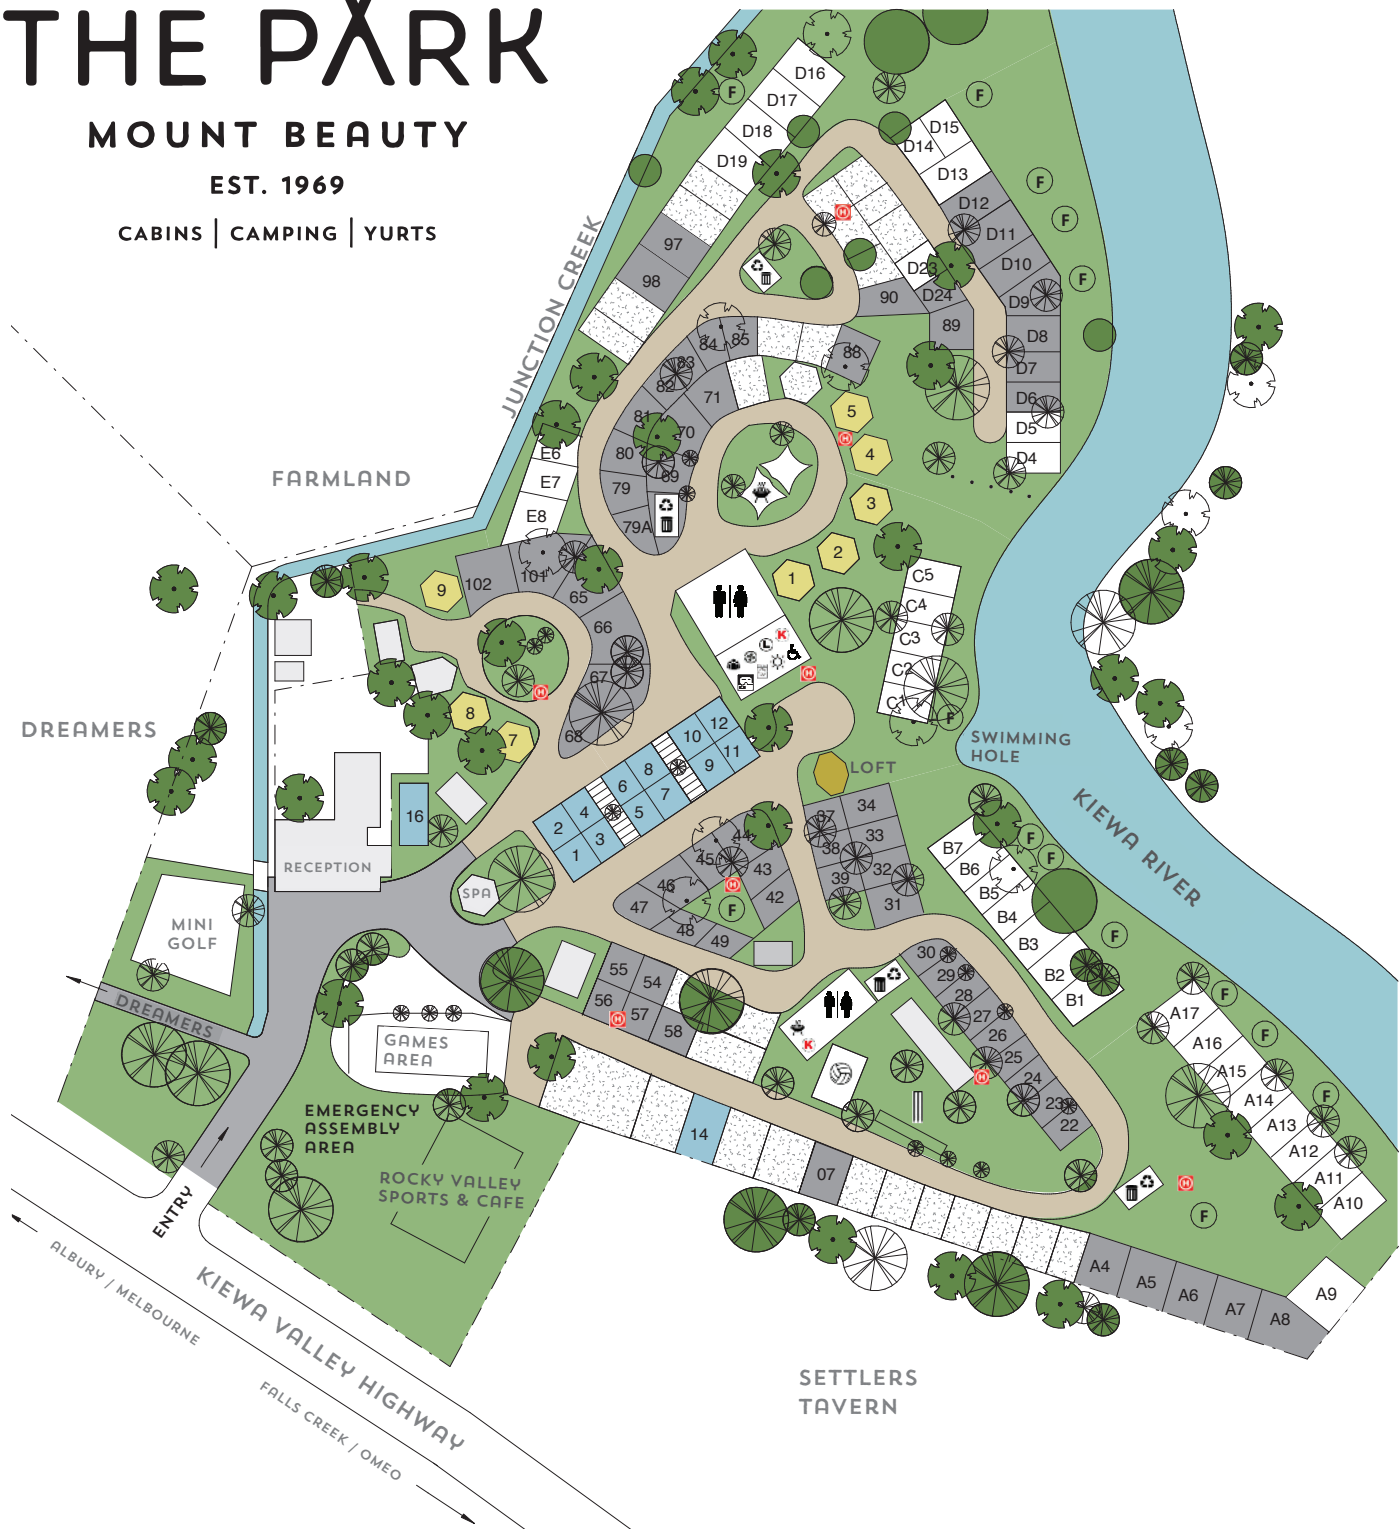 THE PARK
MOUNT BEAUTY
EST. 1969
CABINS | CAMPING | YURTS
D16
D17
D18
D19
F
F
D15
D14
D13
D12
D11
D10
D9
D8
D7
D6
D5
D4
F
F
F
H
97
98
D23
D24
90
89
JUNCTION CREEK
84
85
88
83
82
81
80
79
79A
71
70
69
5
H
4
3
2
1
E6
E7
E8
FARMLAND
9
102
101
65
66
67
68
H
8
7
K
L
H
C5
C4
C3
C2
C1
F
DREAMERS
SWIMMING
HOLE
KIEWA RIVER
LOFT
12
11
10
9
8
7
6
5
4
3
2
1
16
RECEPTION
SPA
MINI
GOLF
DREAMERS
37
38
39
34
33
32
31
44
45
43
42
46
47
48
49
H
F
B7
B6
B5
B4
B3
B2
B1
F
F
F
55
54
56
57
58
H
30
29
28
27
26
25
24
23
22
H
K
GAMES
AREA
EMERGENCY
ASSEMBLY
AREA
ROCKY VALLEY
SPORTS & CAFE
14
07
A17
A16
A15
A14
A13
A12
A11
A10
F
F
F
H
F
A4
A5
A6
A7
A8
A9
ENTRY
ALBURY / MELBOURNE
KIEWA VALLEY HIGHWAY
FALLS CREEK / OMEO
SETTLERS
TAVERN